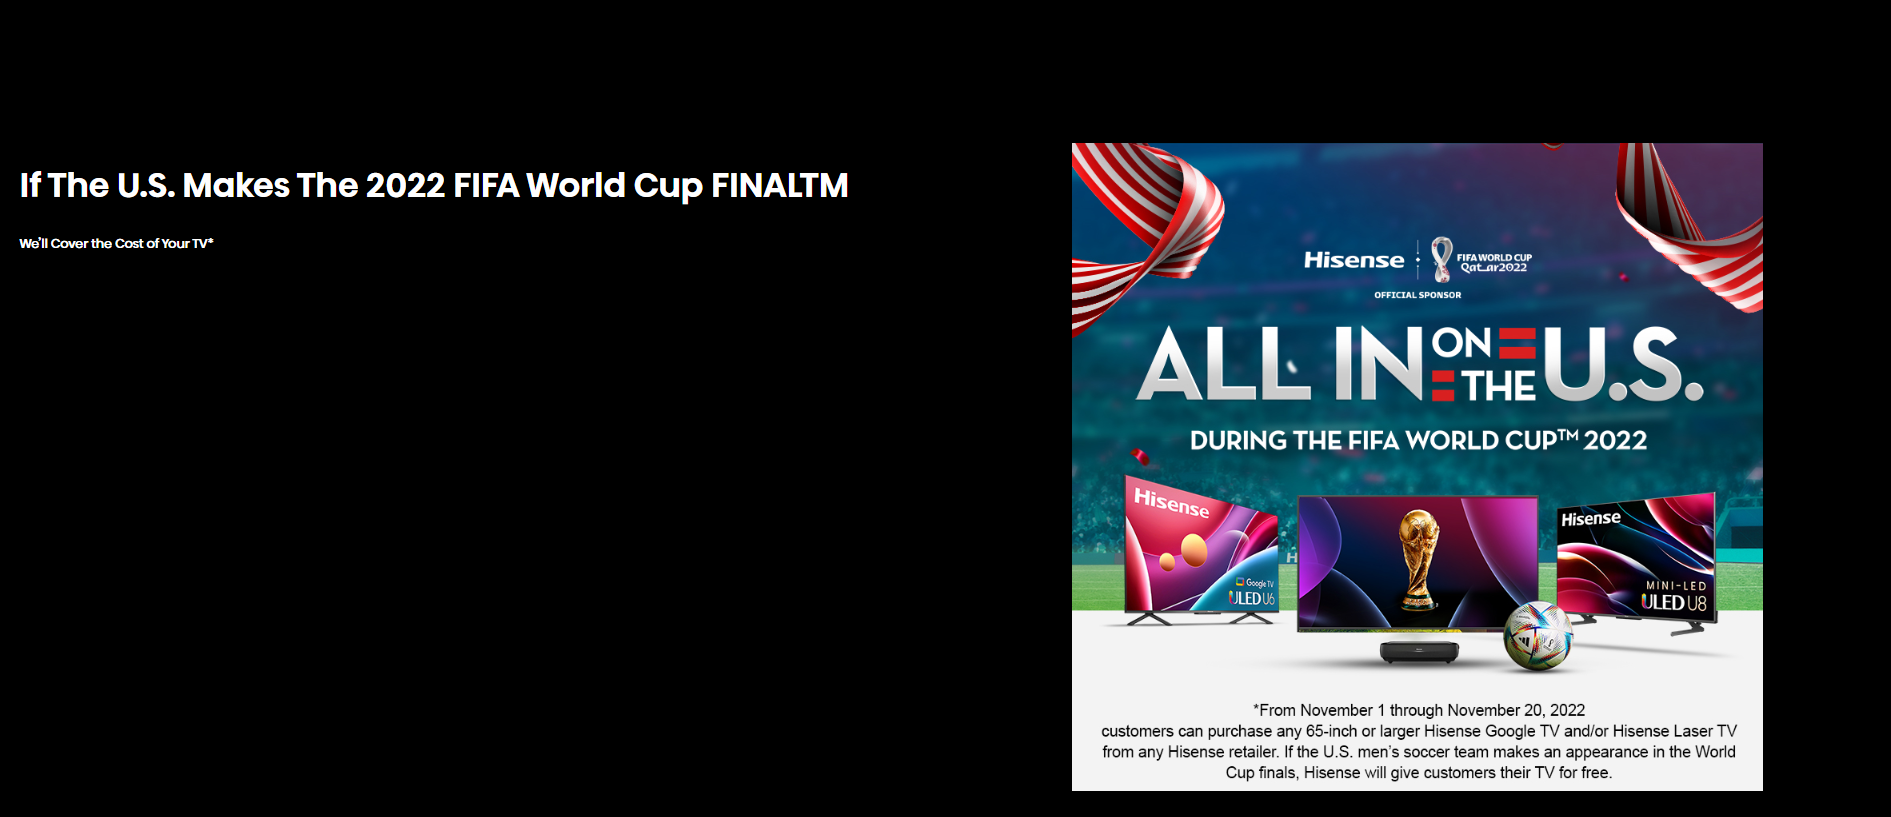 If The U.S. Makes The 2022 FIFA World Cup FINALTM
We'll Cover the Cost of Your TV*
Hisense
FIFA WORLD CUP
Qatar2022
OFFICIAL SPONSOR
ALL IN ON THE U.S.
DURING THE FIFA WORLD CUP™ 2022
Hisense
Google TV
ULED U6
Hisense
MINI-LED
ULED U8
*From November 1 through November 20, 2022
customers can purchase any 65-inch or larger Hisense Google TV and/or Hisense Laser TV
from any Hisense retailer. If the U.S. men's soccer team makes an appearance in the World
Cup finals, Hisense will give customers their TV for free.